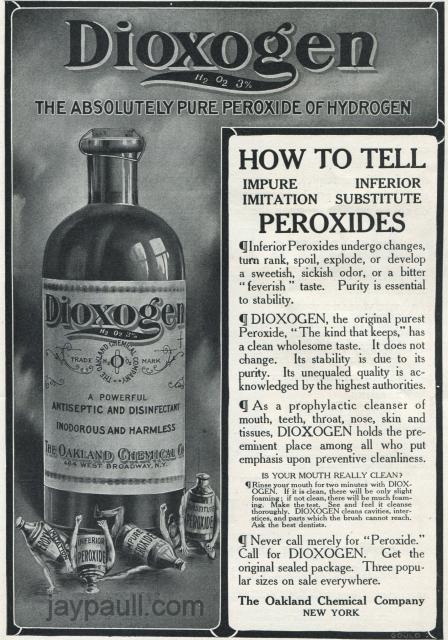 Dioxogen
H2 O2 3%
THE ABSOLUTELY PURE PEROXIDE OF HYDROGEN
Dioxogen
H2 O2 3%
THE OAKLAND CHEMICAL COMPANY
TRADE MARK
H2 O2
A POWERFUL
ANTISEPTIC AND DISINFECTANT
INODOROUS AND HARMLESS
THE OAKLAND CHEMICAL CO
464 WEST BROADWAY, N.Y.
INFERIOR
PEROXIDE
IMPURE
PEROXIDE
SUBSTITUTE
PEROXIDE
HOW TO TELL
IMPURE INFERIOR
IMITATION SUBSTITUTE
PEROXIDES
¶ Inferior Peroxides undergo changes,
turn rank, spoil, explode, or develop
a sweetish, sickish odor, or a bitter
"feverish" taste. Purity is essential
to stability.
¶ DIOXOGEN, the original purest
Peroxide, "The kind that keeps," has
a clean wholesome taste. It does not
change. Its stability is due to its
purity. Its unequaled quality is ac-
knowledged by the highest authorities.
¶ As a prophylactic cleanser of
mouth, teeth, throat, nose, skin and
tissues, DIOXOGEN holds the pre-
eminent place among all who put
emphasis upon preventive cleanliness.
IS YOUR MOUTH REALLY CLEAN?
¶ Rinse your mouth for two minutes with DIOX-
OGEN. If it is clean, there will be only slight
foaming; if not clean, there will be much foam-
ing. Make the test. See and feel it cleanse
thoroughly. DIOXOGEN cleans cavities, inter-
stices, and parts which the brush cannot reach.
Ask the best dentists.
¶ Never call merely for "Peroxide."
Call for DIOXOGEN. Get the
original sealed package. Three popu-
lar sizes on sale everywhere.
The Oakland Chemical Company
NEW YORK
jaypaull.com